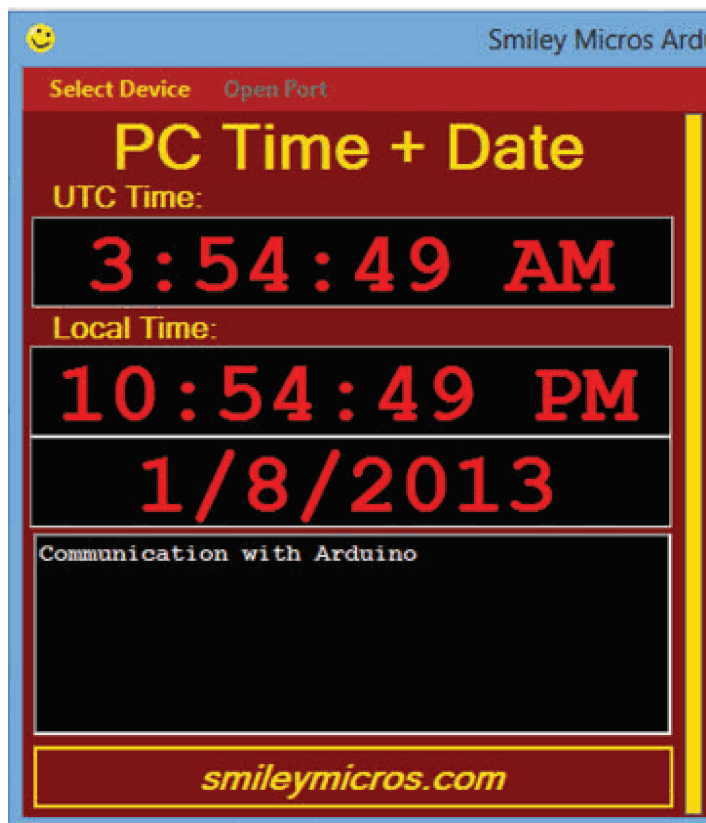 Smiley Micros Ard
Select Device Open Port
PC Time + Date
UTC Time:
3:54:49 AM
Local Time:
10:54:49 PM
1/8/2013
Communication with Arduino
smileymicros.com